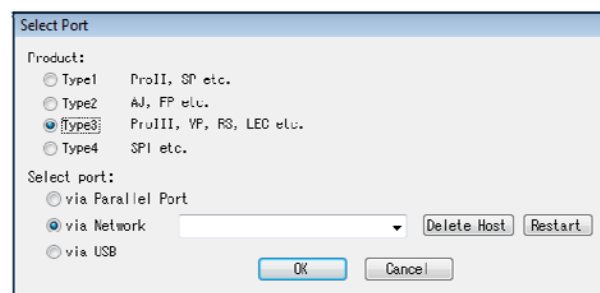 Select Port
Product:
Type1 ProII, SP etc.
Type2 AJ, FP etc.
Type3 ProIII, VP, RS, LEC etc.
Type4 SPI etc.
Select port:
via Parallel Port
via Network Delete Host Restart
via USB
OK Cancel